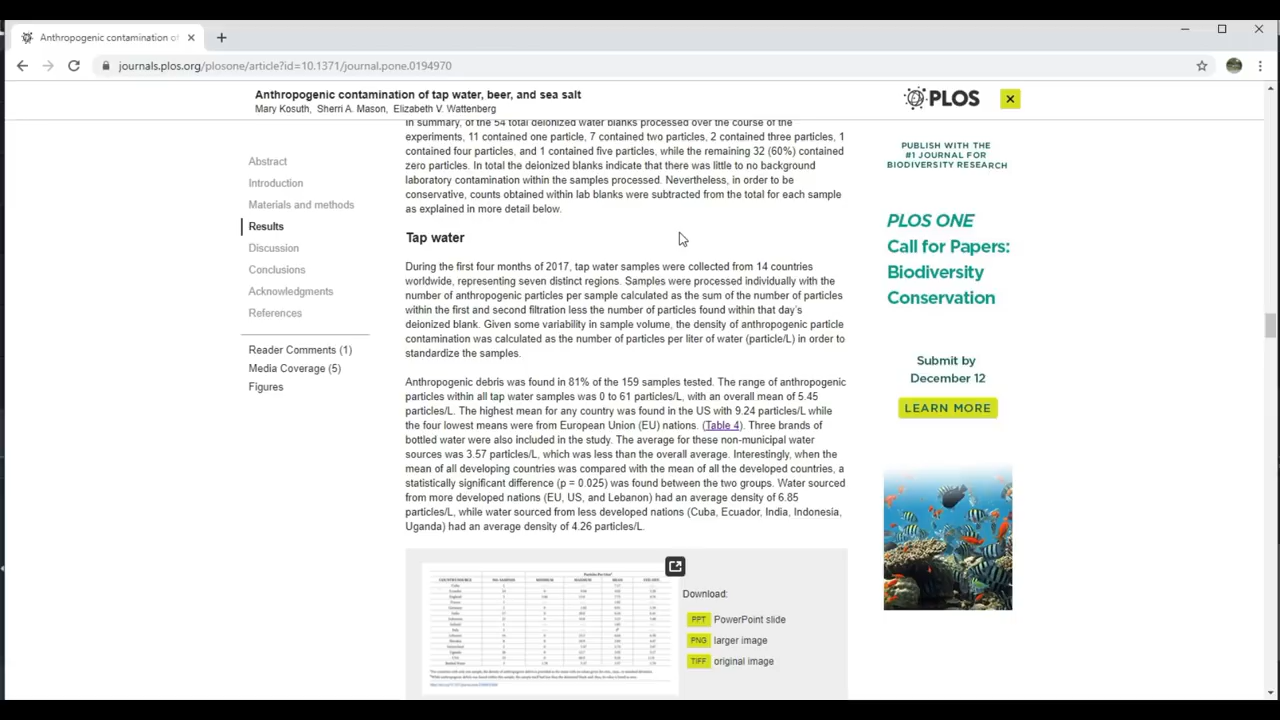 Anthropogenic contamination of
journals.plos.org/plosone/article?id=10.1371/journal.pone.0194970
Anthropogenic contamination of tap water, beer, and sea salt
Mary Kosuth, Sherri A. Mason, Elizabeth V. Wattenberg
PLOS
Abstract
Introduction
Materials and methods
Results
Discussion
Conclusions
Acknowledgments
References
Reader Comments (1)
Media Coverage (5)
Figures
In summary, of the 54 total deionized water blanks processed over the course of the
experiments, 11 contained one particle, 7 contained two particles, 2 contained three particles, 1
contained four particles, and 1 contained five particles, while the remaining 32 (60%) contained
zero particles. In total the deionized blanks indicate that there was little to no background
laboratory contamination within the samples processed. Nevertheless, in order to be
conservative, counts obtained within lab blanks were subtracted from the total for each sample
as explained in more detail below.
Tap water
During the first four months of 2017, tap water samples were collected from 14 countries
worldwide, representing seven distinct regions. Samples were processed individually with the
number of anthropogenic particles per sample calculated as the sum of the number of particles
within the first and second filtration less the number of particles found within that day's
deionized blank. Given some variability in sample volume, the density of anthropogenic particle
contamination was calculated as the number of particles per liter of water (particle/L) in order to
standardize the samples.
Anthropogenic debris was found in 81% of the 159 samples tested. The range of anthropogenic
particles within all tap water samples was 0 to 61 particles/L, with an overall mean of 5.45
particles/L. The highest mean for any country was found in the US with 9.24 particles/L while
the four lowest means were from European Union (EU) nations. (Table 4). Three brands of
bottled water were also included in the study. The average for these non-municipal water
sources was 3.57 particles/L, which was less than the overall average. Interestingly, when the
mean of all developing countries was compared with the mean of all the developed countries, a
statistically significant difference (p = 0.025) was found between the two groups. Water sourced
from more developed nations (EU, US, and Lebanon) had an average density of 6.85
particles/L, while water sourced from less developed nations (Cuba, Ecuador, India, Indonesia,
Uganda) had an average density of 4.26 particles/L.
Download:
PPT PowerPoint slide
PNG larger image
TIFF original image
PUBLISH WITH THE
#1 JOURNAL FOR
BIODIVERSITY RESEARCH
PLOS ONE
Call for Papers:
Biodiversity
Conservation
Submit by
December 12
LEARN MORE